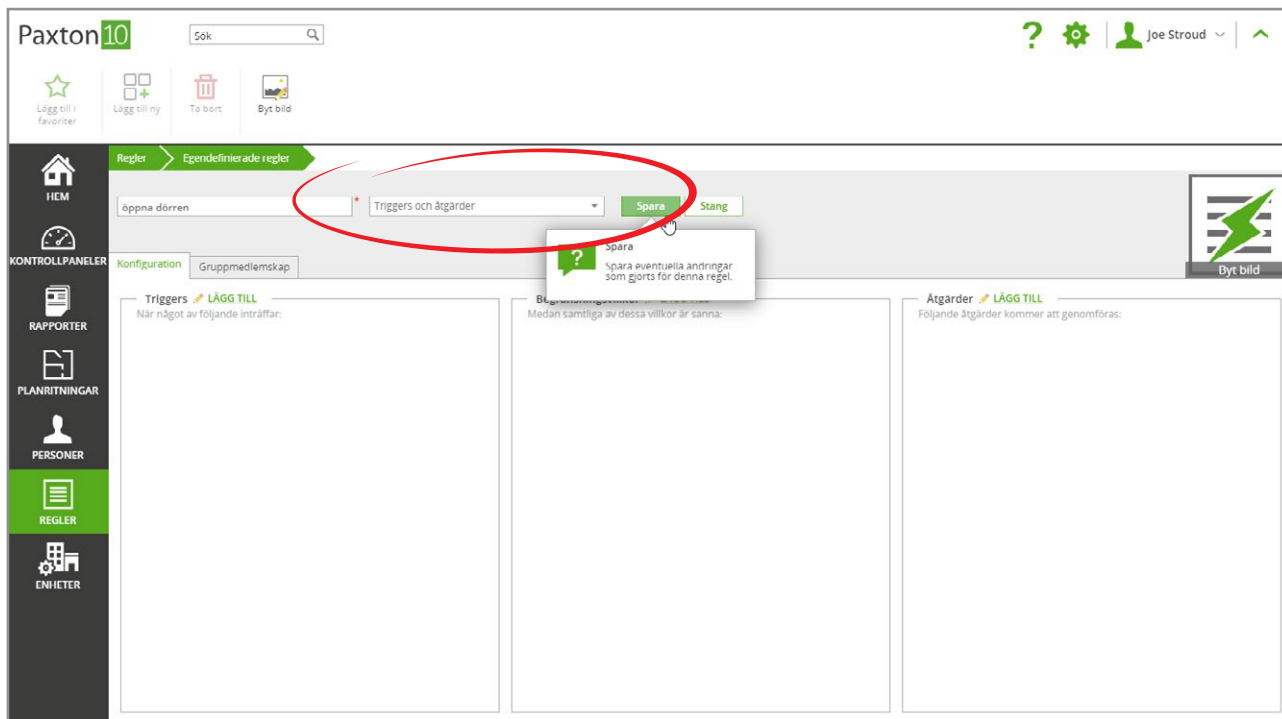 Paxton 10
Sök
Joe Stroud
Lägg till i
favoriter
Lägg till ny
Ta bort
Byt bild
HEM
KONTROLLPANELER
RAPPORTER
PLANRITNINGAR
PERSONER
REGLER
ENHETER
Regler
Egendefinierade regler
öppna dörren
*
Triggers och åtgärder
Spara
Stang
Byt bild
Spara
Spara eventuella andringar
som gjorts för denna regel.
Konfiguration
Gruppmedlemskap
Triggers LÄGG TILL
När något av följande inträffar:
Medan samtliga av dessa villkor är sanna:
Åtgärder LÄGG TILL
Följande åtgärder kommer att genomföras: